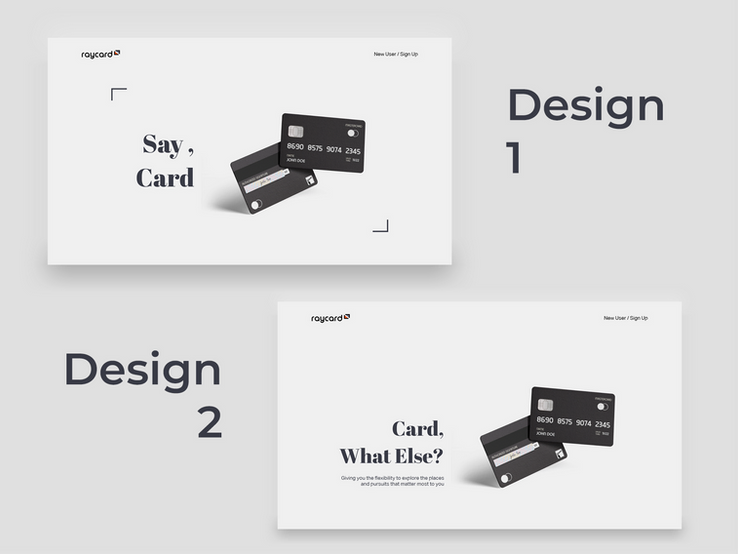 raycard
New User / Sign Up
Design
1
Say ,
Card
8690 8575 9074 2345
JOHN DOE
Design
2
raycard
New User / Sign Up
Card,
What Else?
Giving you the flexibility to explore the places
and pursuits that matter most to you
8690 8575 9074 2345
JOHN DOE